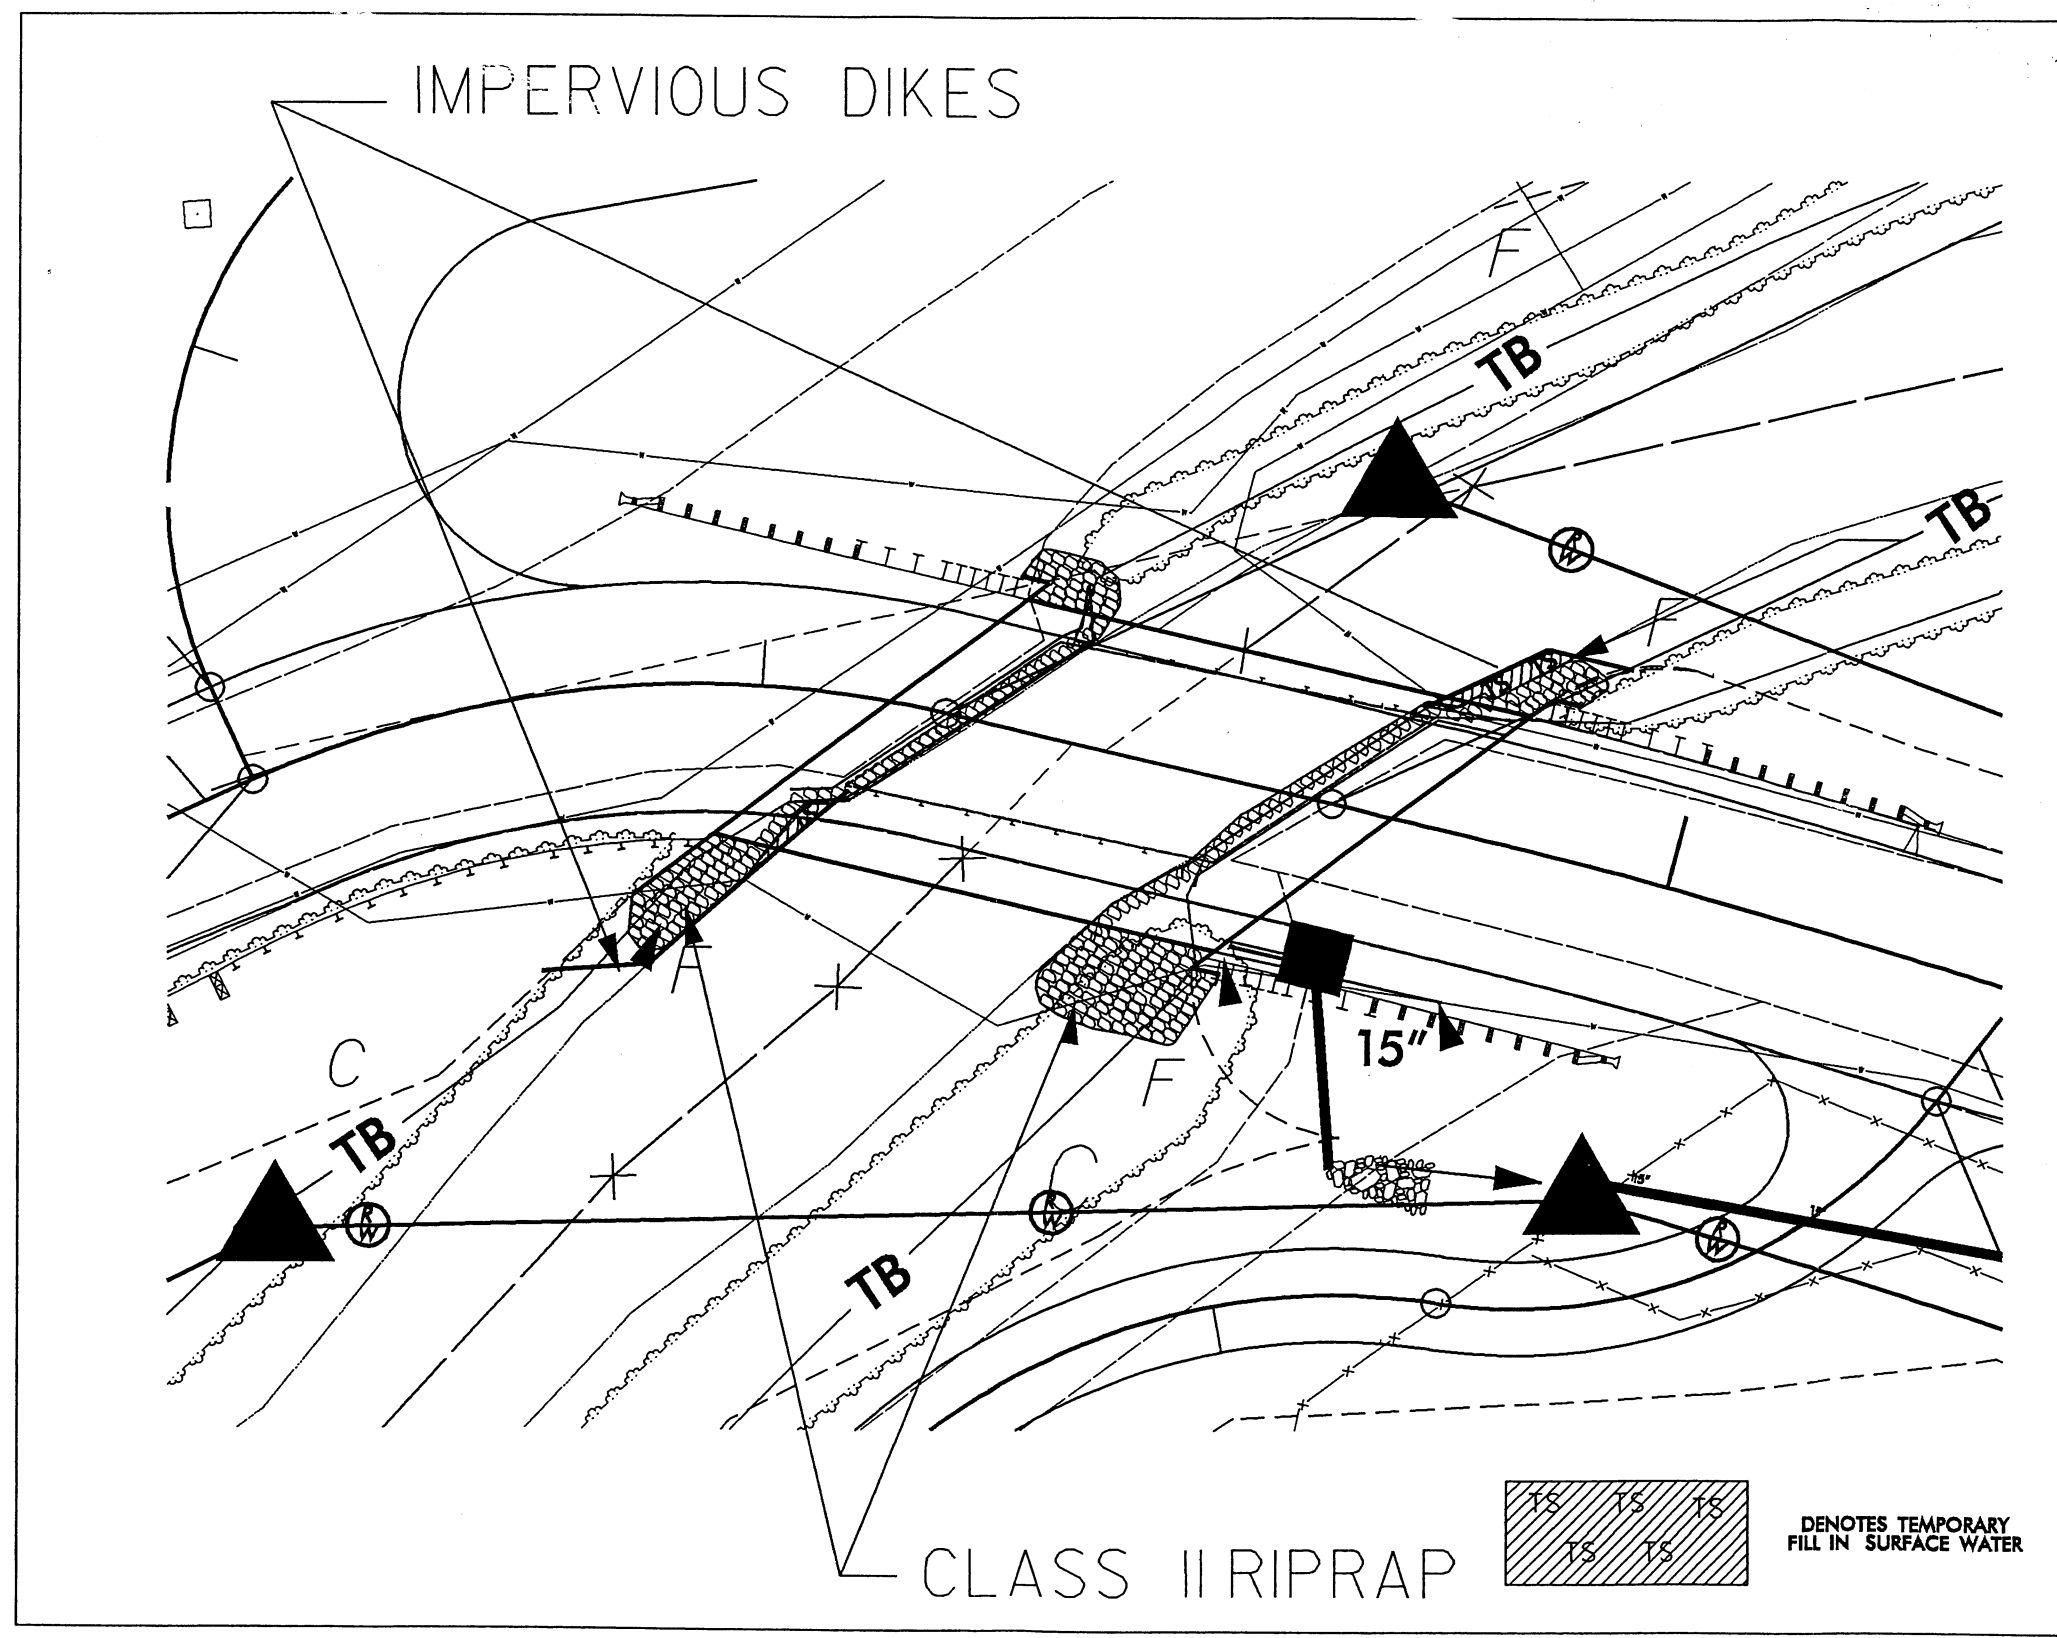 IMPERVIOUS DIKES
F
TB
TB
R
W
F
F
15"
C
TB
F
C
R
W
R
W
15"
R
W
TB
TS TS TS
TS TS
DENOTES TEMPORARY
FILL IN SURFACE WATER
CLASS II RIPRAP